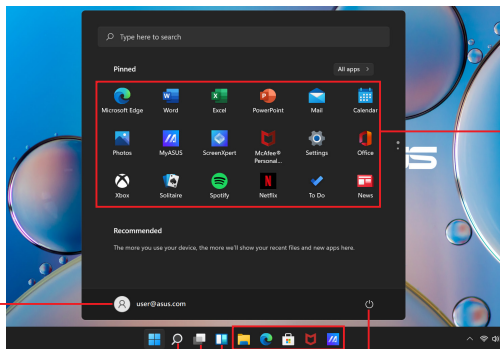 Type here to search
Pinned
All apps >
Microsoft Edge Word Excel PowerPoint Mail Calendar
Photos MyASUS ScreenXpert McAfee® Personal... Settings Office
Xbox Solitaire Spotify Netflix To Do News
Recommended
The more you use your device, the more we'll show your recent files and new apps here.
user@asus.com